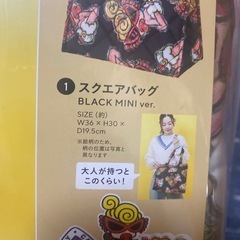 1 スクエアバッグ
BLACK MINI ver.
SIZE（約）
W36×H30×
D19.5cm
※総柄のため、
柄の位置は写真と
異なります
大人が持つと
このくらい！